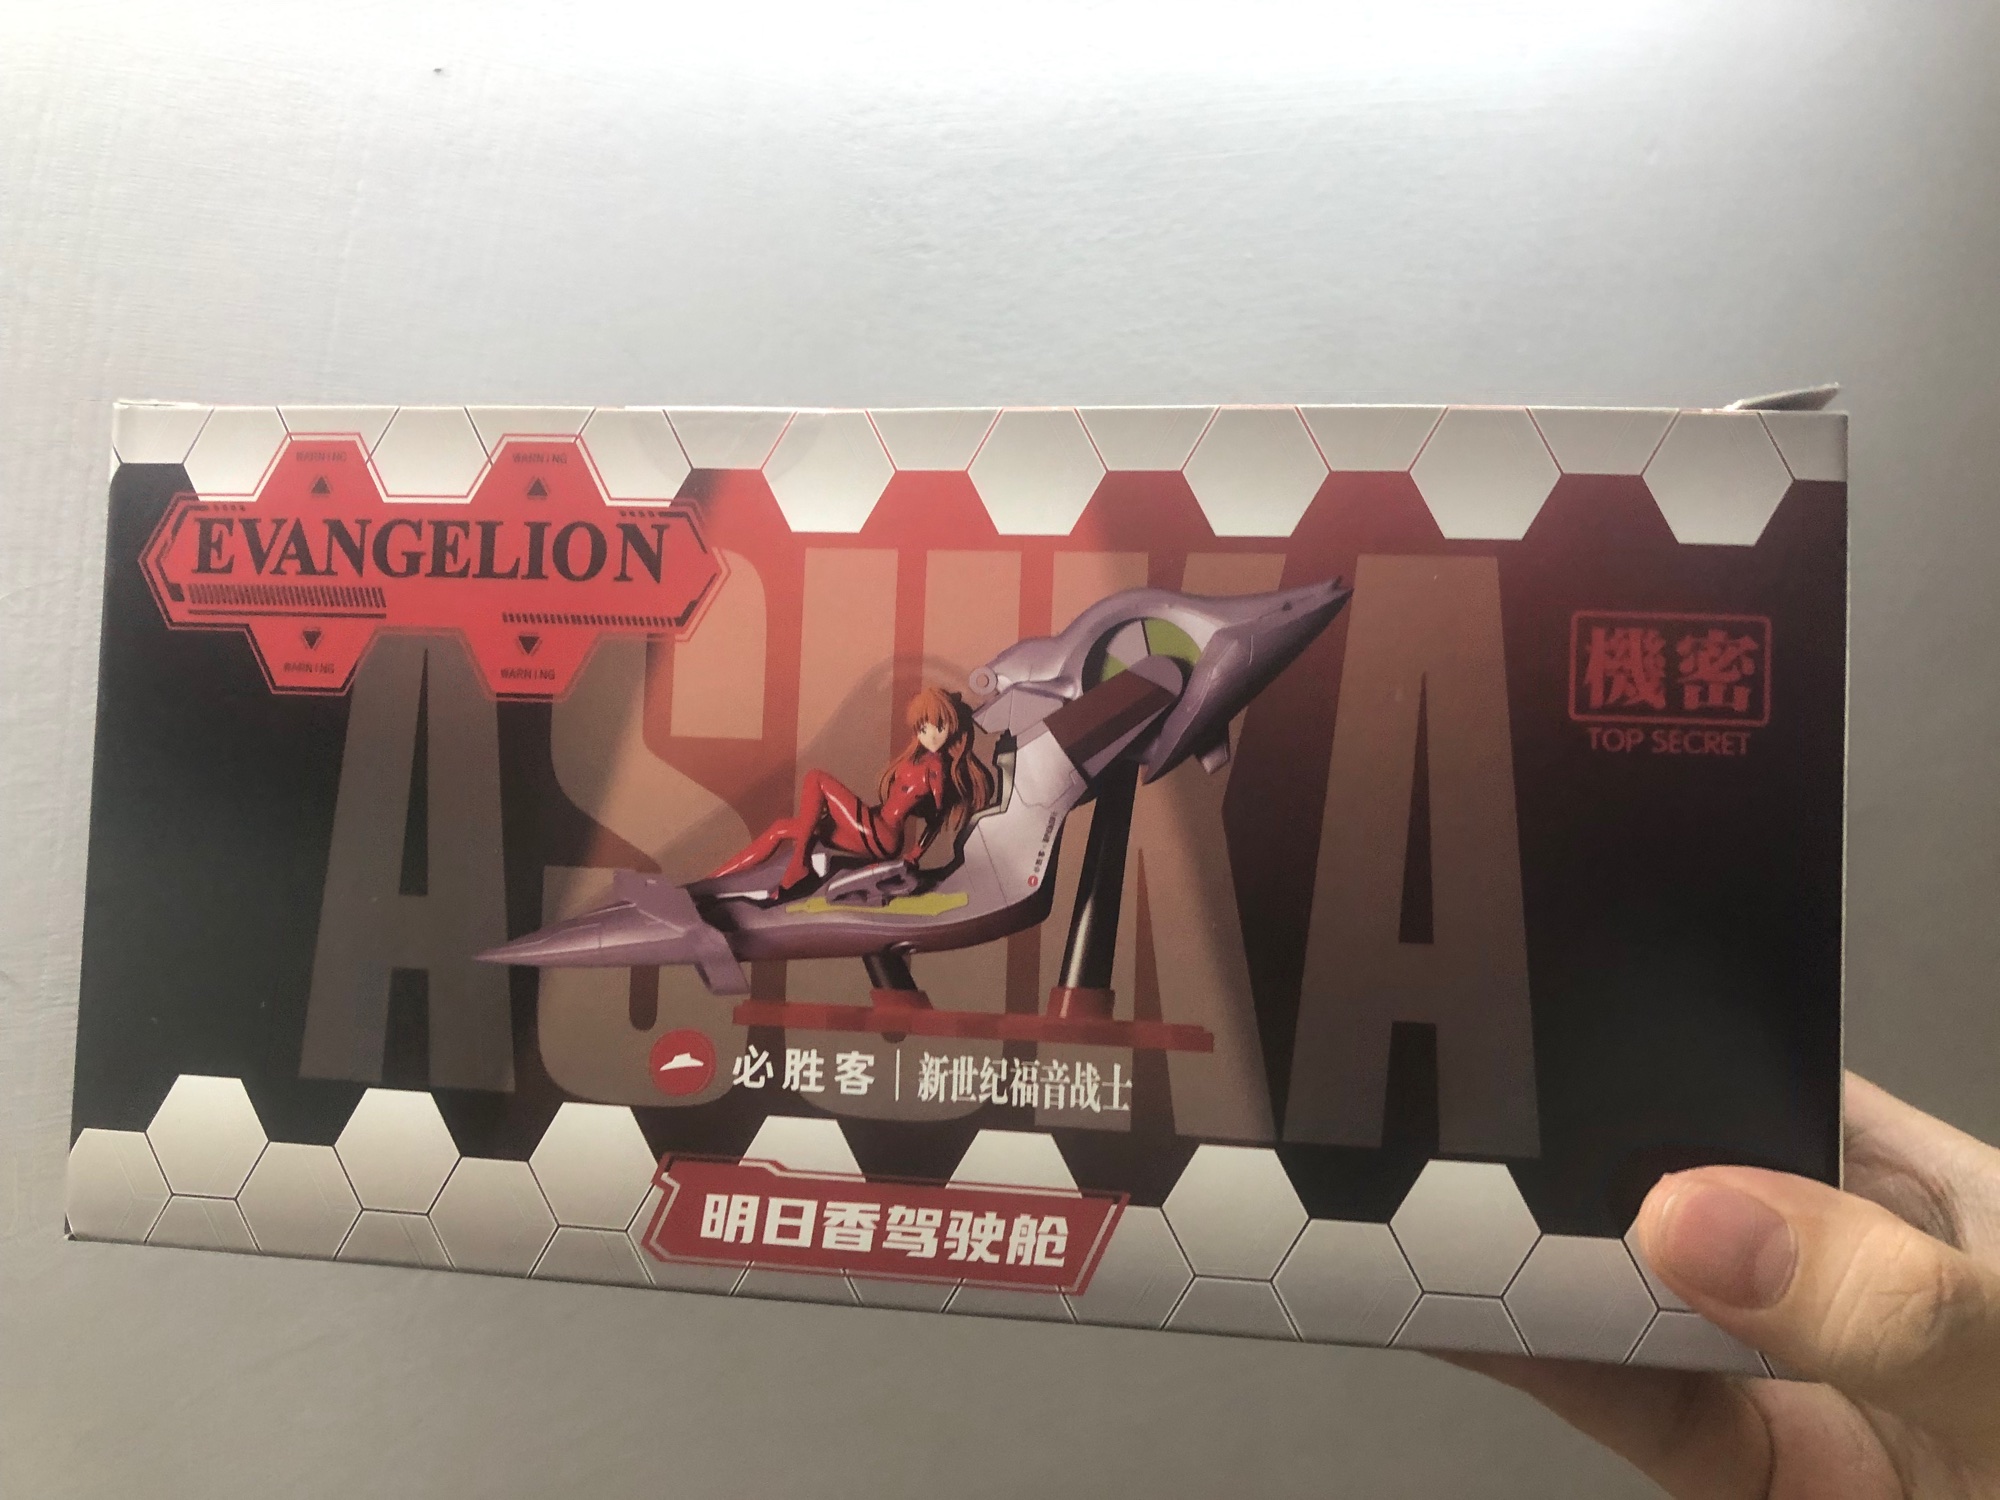 WARNING
WARNING
EVANGELION
WARNING
WARNING
ASUKA
機密
TOP SECRET
必胜客 | 新世纪福音战士
明日香驾驶舱